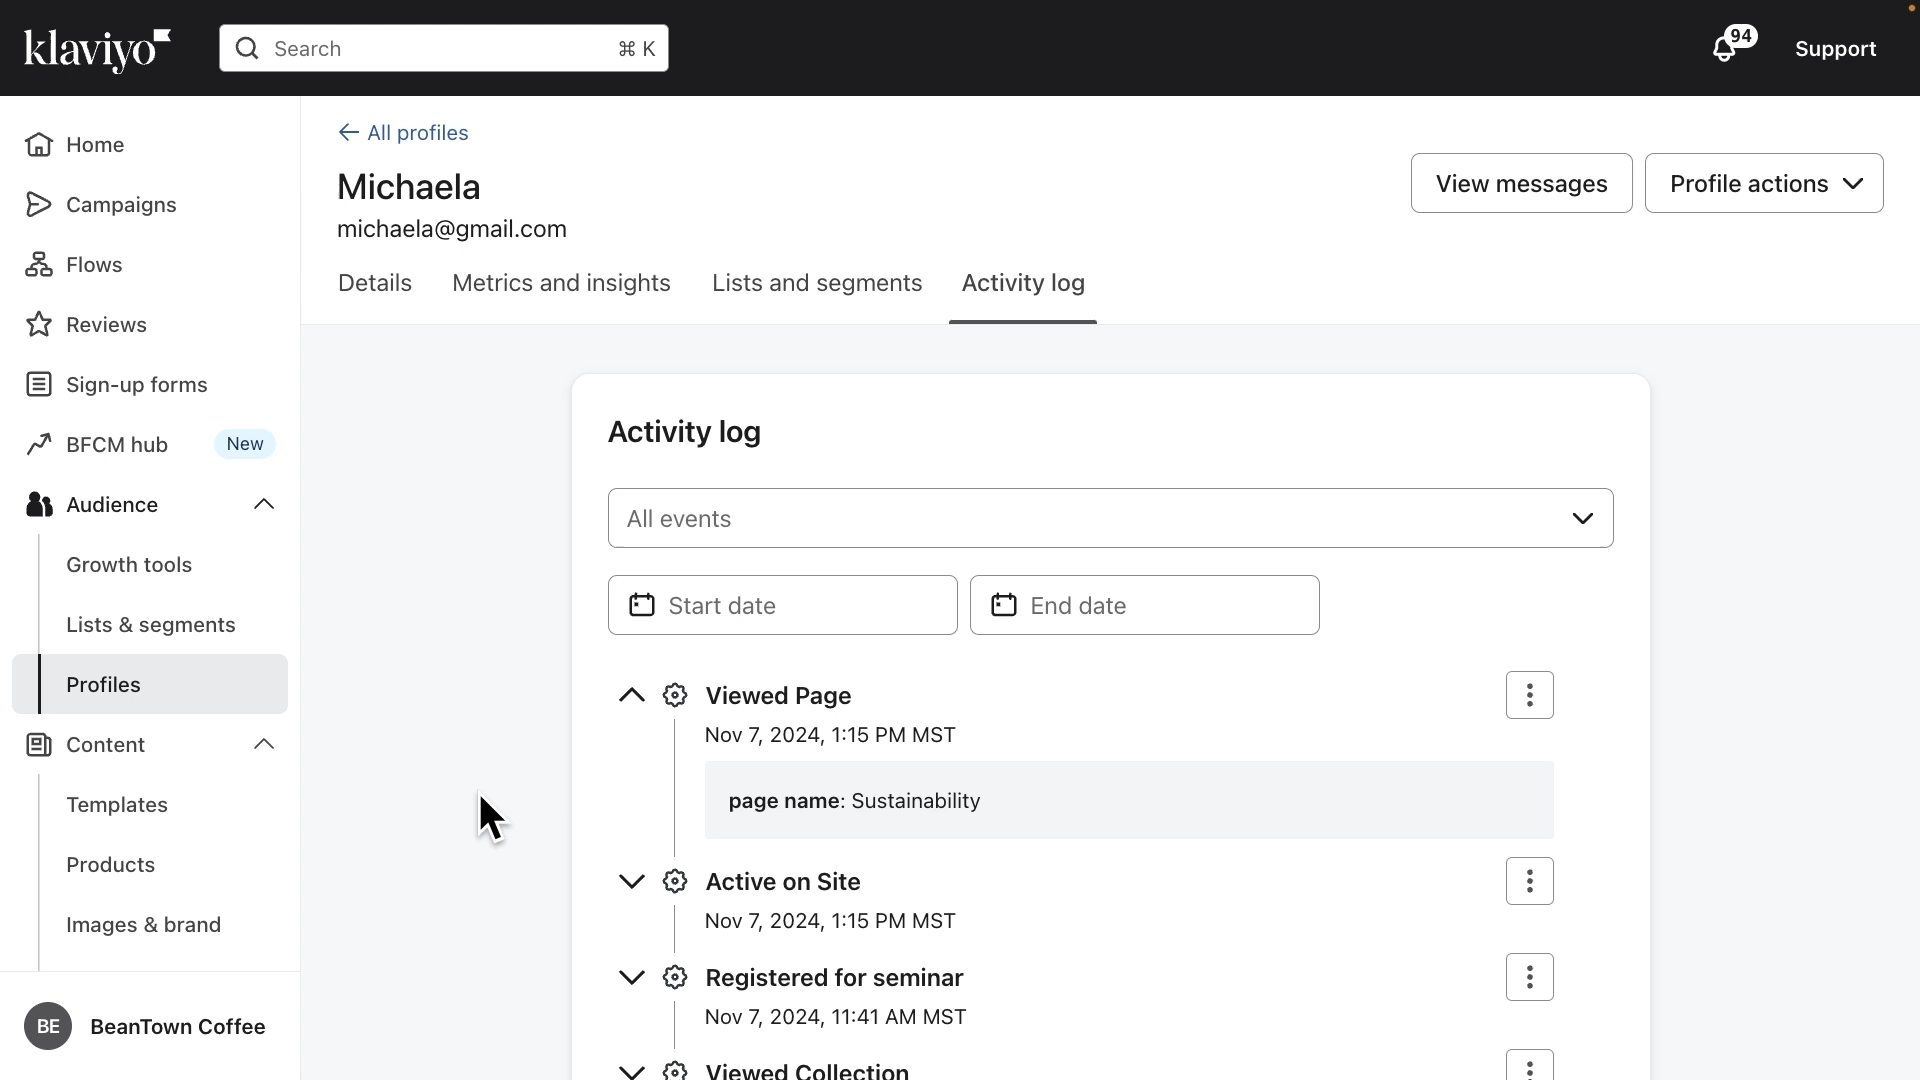 klaviyo
Search
⌘ K
94
Support
Home
Campaigns
Flows
Reviews
Sign-up forms
BFCM hub
New
Audience
Growth tools
Lists & segments
Profiles
Content
Templates
Products
Images & brand
BE
BeanTown Coffee
← All profiles
Michaela
michaela@gmail.com
View messages
Profile actions
Details
Metrics and insights
Lists and segments
Activity log
Activity log
All events
Start date
End date
Viewed Page
Nov 7, 2024, 1:15 PM MST
page name: Sustainability
Active on Site
Nov 7, 2024, 1:15 PM MST
Registered for seminar
Nov 7, 2024, 11:41 AM MST
Viewed Collection